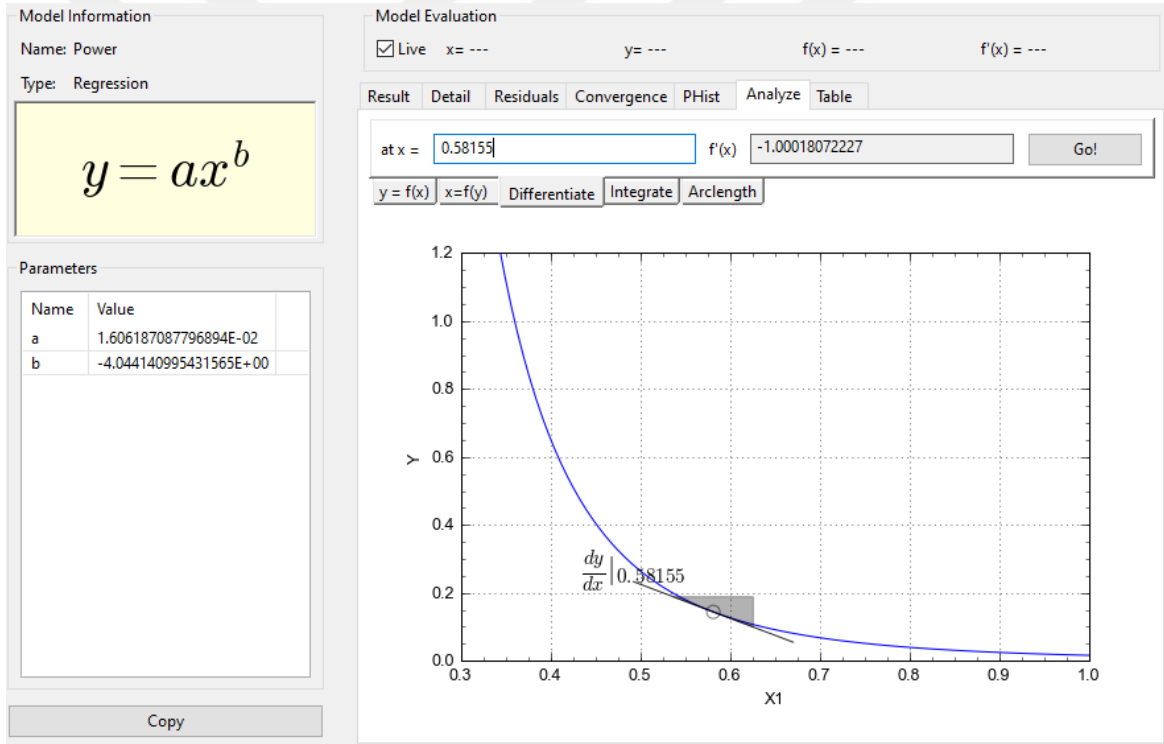 Model Information
Name: Power
Type: Regression
y = ax^b
Parameters
Name Value
a 1.606187087796894E-02
b -4.044140995431565E+00
Copy
Model Evaluation
Live x= --- y= --- f(x) = --- f'(x) = ---
Result Detail Residuals Convergence PHist Analyze Table
at x = 0.58155 f'(x) -1.00018072227 Go!
y = f(x) x=f(y) Differentiate Integrate Arclength
1.2
1.0
0.8
0.6
0.4
0.2
0.0
Y
dy
dx
|0.58155
0.3 0.4 0.5 0.6 0.7 0.8 0.9 1.0
X1